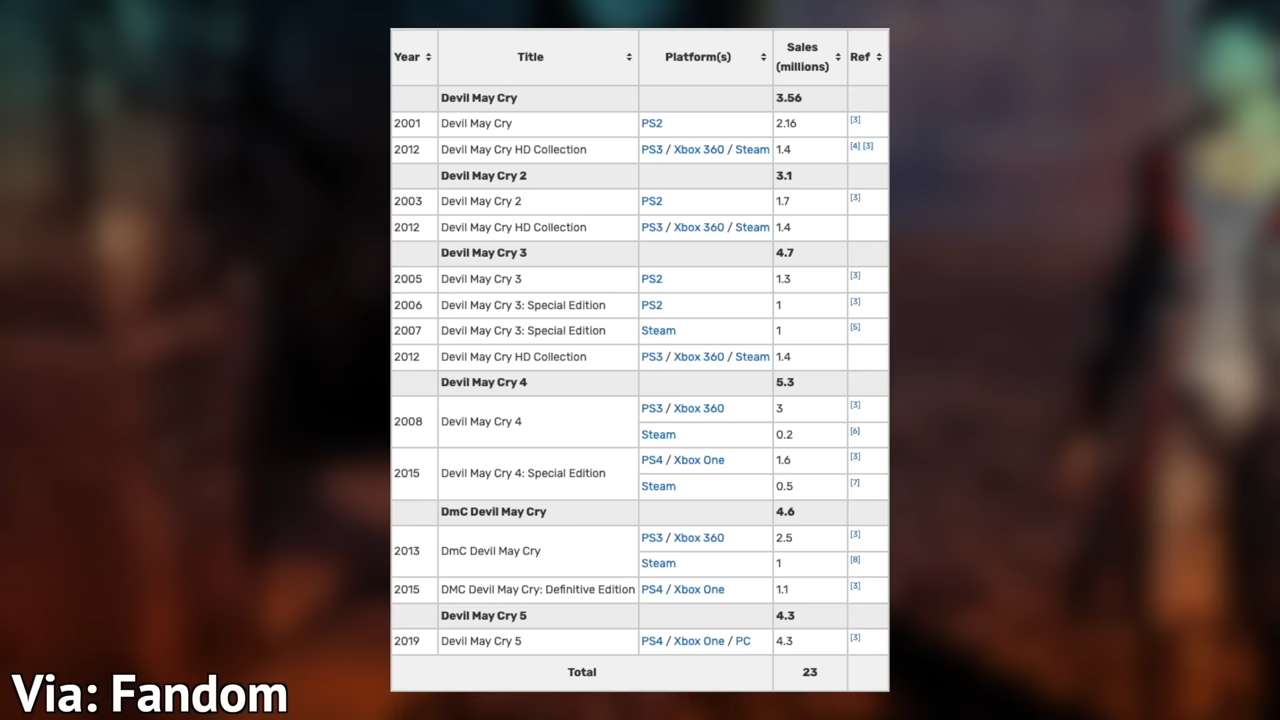 Year Title Platform(s) Sales (millions) Ref
Devil May Cry 3.56
2001 Devil May Cry PS2 2.16 [3]
2012 Devil May Cry HD Collection PS3 / Xbox 360 / Steam 1.4 [4] [3]
Devil May Cry 2 3.1
2003 Devil May Cry 2 PS2 1.7 [3]
2012 Devil May Cry HD Collection PS3 / Xbox 360 / Steam 1.4
Devil May Cry 3 4.7
2005 Devil May Cry 3 PS2 1.3 [3]
2006 Devil May Cry 3: Special Edition PS2 1 [3]
2007 Devil May Cry 3: Special Edition Steam 1 [5]
2012 Devil May Cry HD Collection PS3 / Xbox 360 / Steam 1.4
Devil May Cry 4 5.3
2008 Devil May Cry 4 PS3 / Xbox 360 3 [3]
Steam 0.2 [6]
2015 Devil May Cry 4: Special Edition PS4 / Xbox One 1.6 [3]
Steam 0.5 [7]
DmC Devil May Cry 4.6
2013 DmC Devil May Cry PS3 / Xbox 360 2.5 [3]
Steam 1 [8]
2015 DMC Devil May Cry: Definitive Edition PS4 / Xbox One 1.1 [3]
Devil May Cry 5 4.3
2019 Devil May Cry 5 PS4 / Xbox One / PC 4.3 [3]
Total 23
Via: Fandom